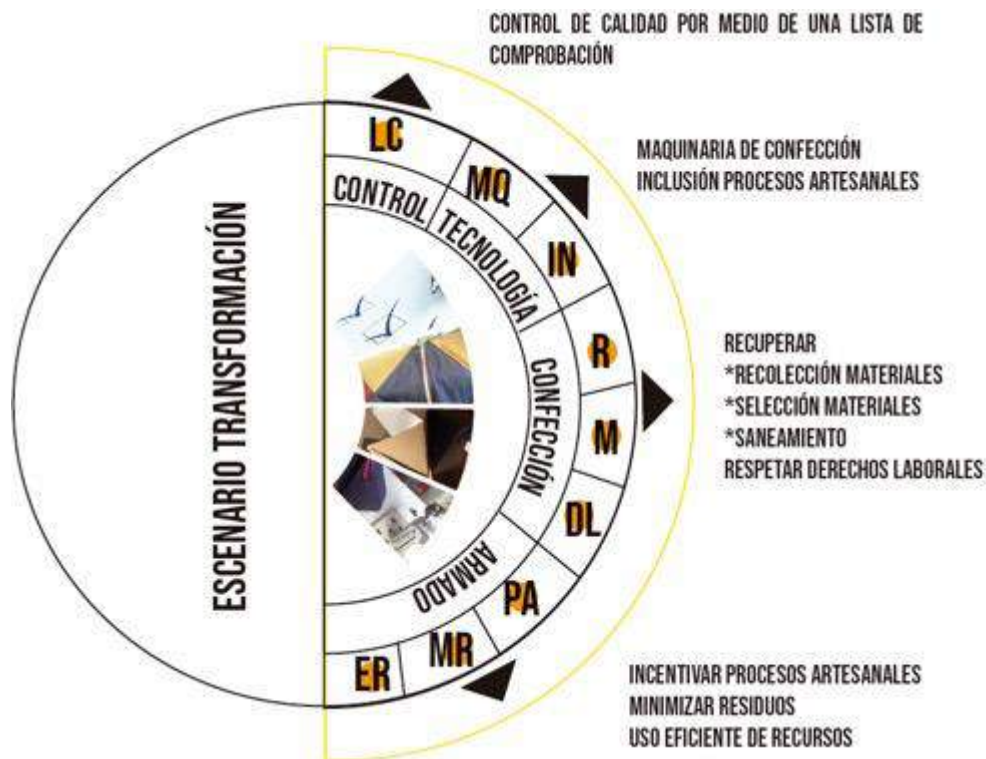 CONTROL DE CALIDAD POR MEDIO DE UNA LISTA DE
COMPROBACIÓN
LC
MQ
IN
R
M
DL
PA
MR
ER
CONTROL
TECNOLOGÍA
CONFECCIÓN
ARMADO
ESCENARIO TRANSFORMACIÓN
MAQUINARIA DE CONFECCIÓN
INCLUSIÓN PROCESOS ARTESANALES
RECUPERAR
*RECOLECCIÓN MATERIALES
*SELECCIÓN MATERIALES
*SANEAMIENTO
RESPETAR DERECHOS LABORALES
INCENTIVAR PROCESOS ARTESANALES
MINIMIZAR RESIDUOS
USO EFICIENTE DE RECURSOS